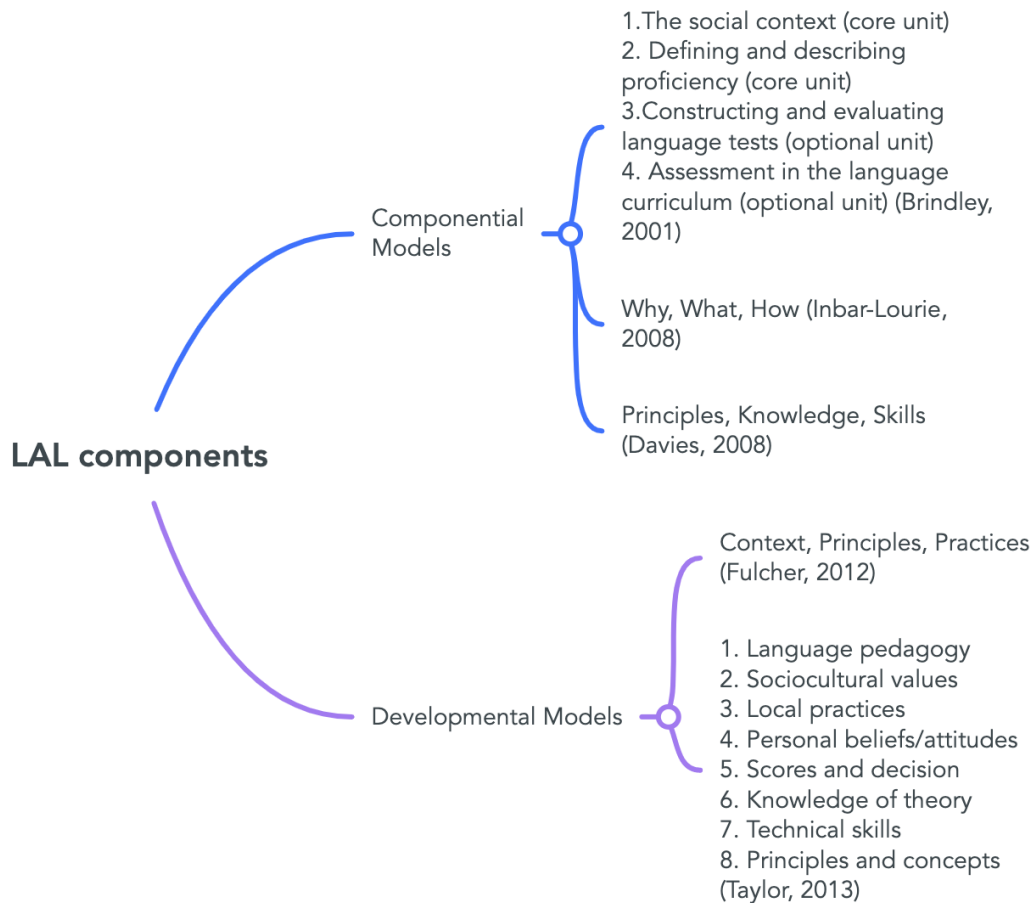 1.The social context (core unit)
2. Defining and describing
proficiency (core unit)
3.Constructing and evaluating
language tests (optional unit)
4. Assessment in the language
curriculum (optional unit) (Brindley,
2001)
Componential
Models
Why, What, How (Inbar-Lourie,
2008)
Principles, Knowledge, Skills
(Davies, 2008)
LAL components
Context, Principles, Practices
(Fulcher, 2012)
Developmental Models
1. Language pedagogy
2. Sociocultural values
3. Local practices
4. Personal beliefs/attitudes
5. Scores and decision
6. Knowledge of theory
7. Technical skills
8. Principles and concepts
(Taylor, 2013)